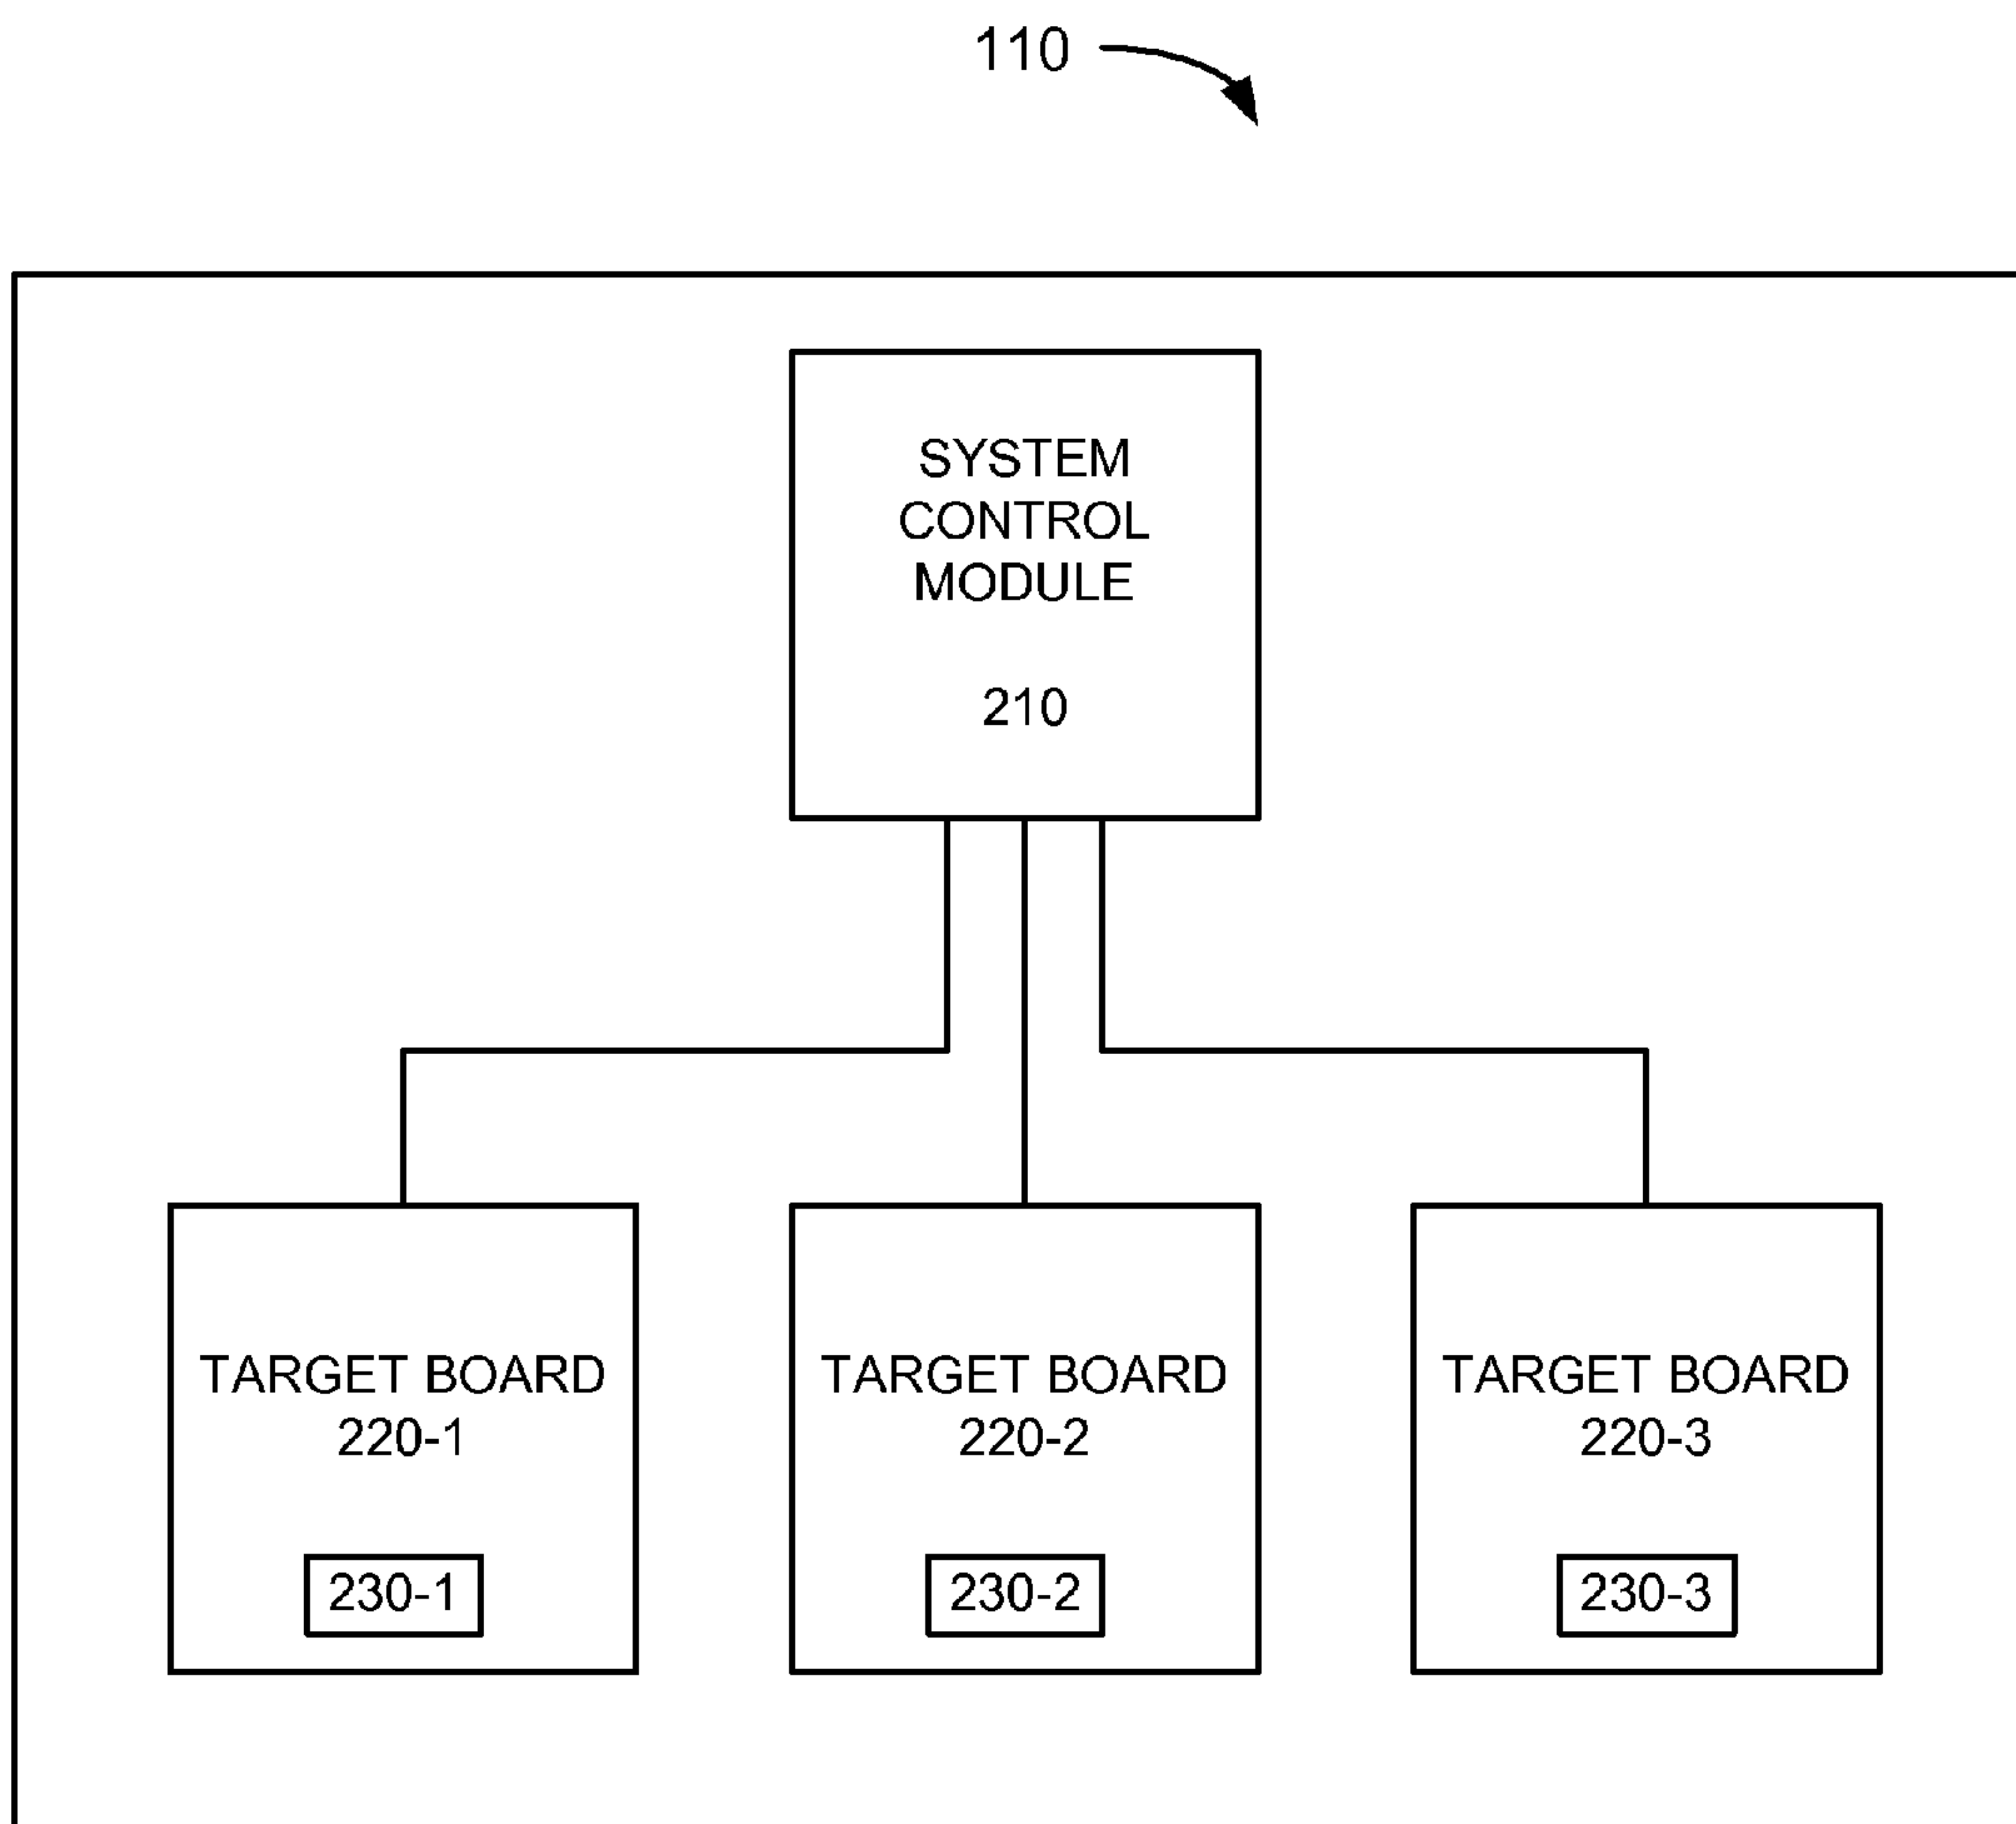 110
SYSTEM
CONTROL
MODULE
210
TARGET BOARD
220-1
230-1
TARGET BOARD
220-2
230-2
TARGET BOARD
220-3
230-3